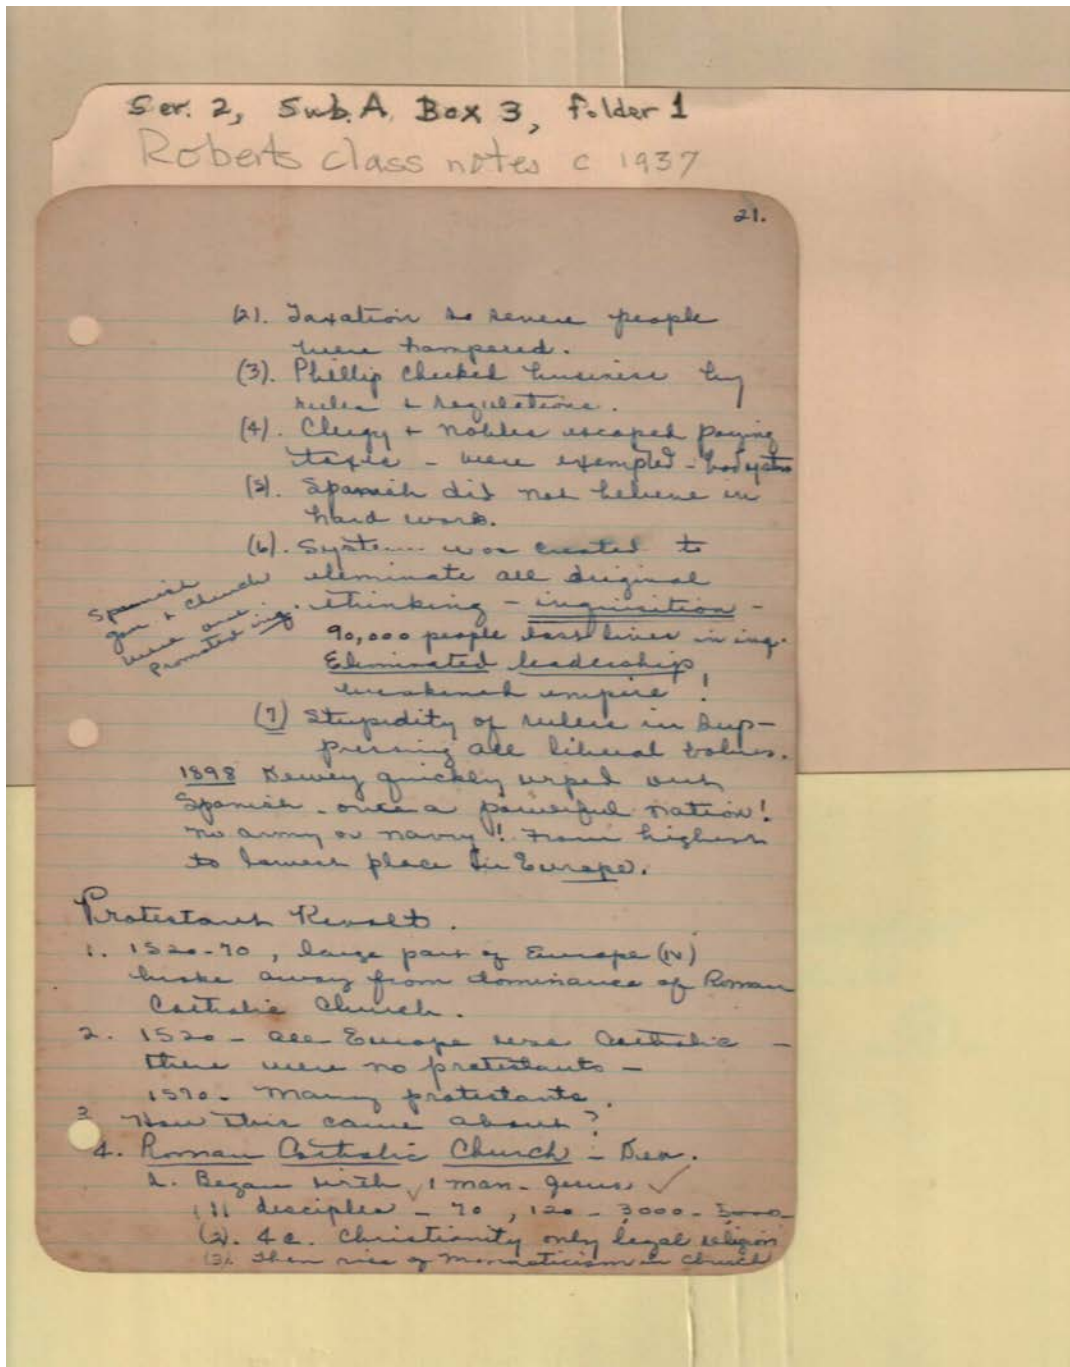 Ser. 2, Sub. A, Box 3, folder 1
Roberts class notes c 1937
21.
(2). Taxation so severe people
were hampered.
(3). Phillip checked business by
rules & regulations.
(4). Clergy + nobles escaped paying
taxes - were exempted -
(5). Spanish did not believe in
hard work.
(6). System was created to
eliminate all original
thinking - inquisition -
Spanish
gov + Church
were one
promoted inq.
90,000 people lost lives in inq.
Eliminated leadership
weakened empire!
(7) Stupidity of rulers in sup-
pressing all liberal values.
1898 Dewey quickly wiped out
Spanish - once a powerful nation!
no army or navy! From highest
to lowest place in Europe.
Protestant Revolt.
1. 1520-70, large part of Europe (N)
broke away from dominance of Roman
Catholic Church.
2. 1520 - all Europe was Catholic -
there were no protestants -
1570 - Many protestants.
3 How this came about?
4. Roman Catholic Church - Dev.
1. Began with 1 man - Jesus ✓
(1) disciples - 70, 120 - 3000 - 5000 -
(2). 4 c. Christianity only legal religion
(3). Then rise of Monasticism in Church